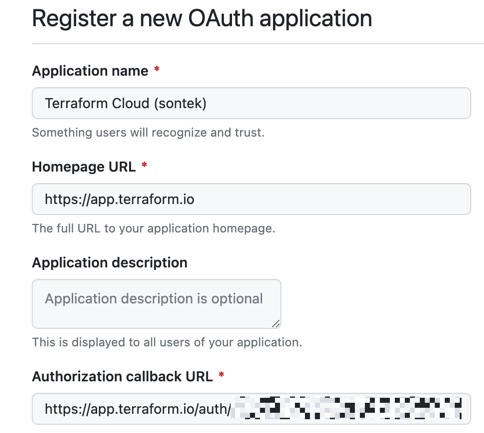 Register a new OAuth application
Application name *
Terraform Cloud (sontek)
Something users will recognize and trust.
Homepage URL *
https://app.terraform.io
The full URL to your application homepage.
Application description
Application description is optional
This is displayed to all users of your application.
Authorization callback URL *
https://app.terraform.io/auth/